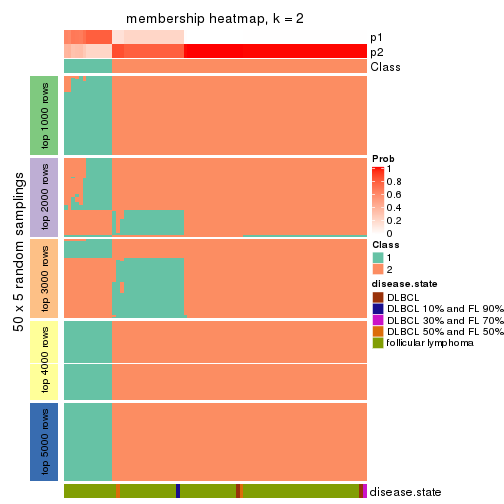 membership heatmap, k = 2
p1
p2
Class
50 x 5 random samplings
top 1000 rows
top 2000 rows
top 3000 rows
top 4000 rows
top 5000 rows
Prob
1
0.8
0.6
0.4
0.2
0
Class
1
2
disease.state
DLBCL
DLBCL 10% and FL 90%
DLBCL 30% and FL 70%
DLBCL 50% and FL 50%
follicular lymphoma
disease.state